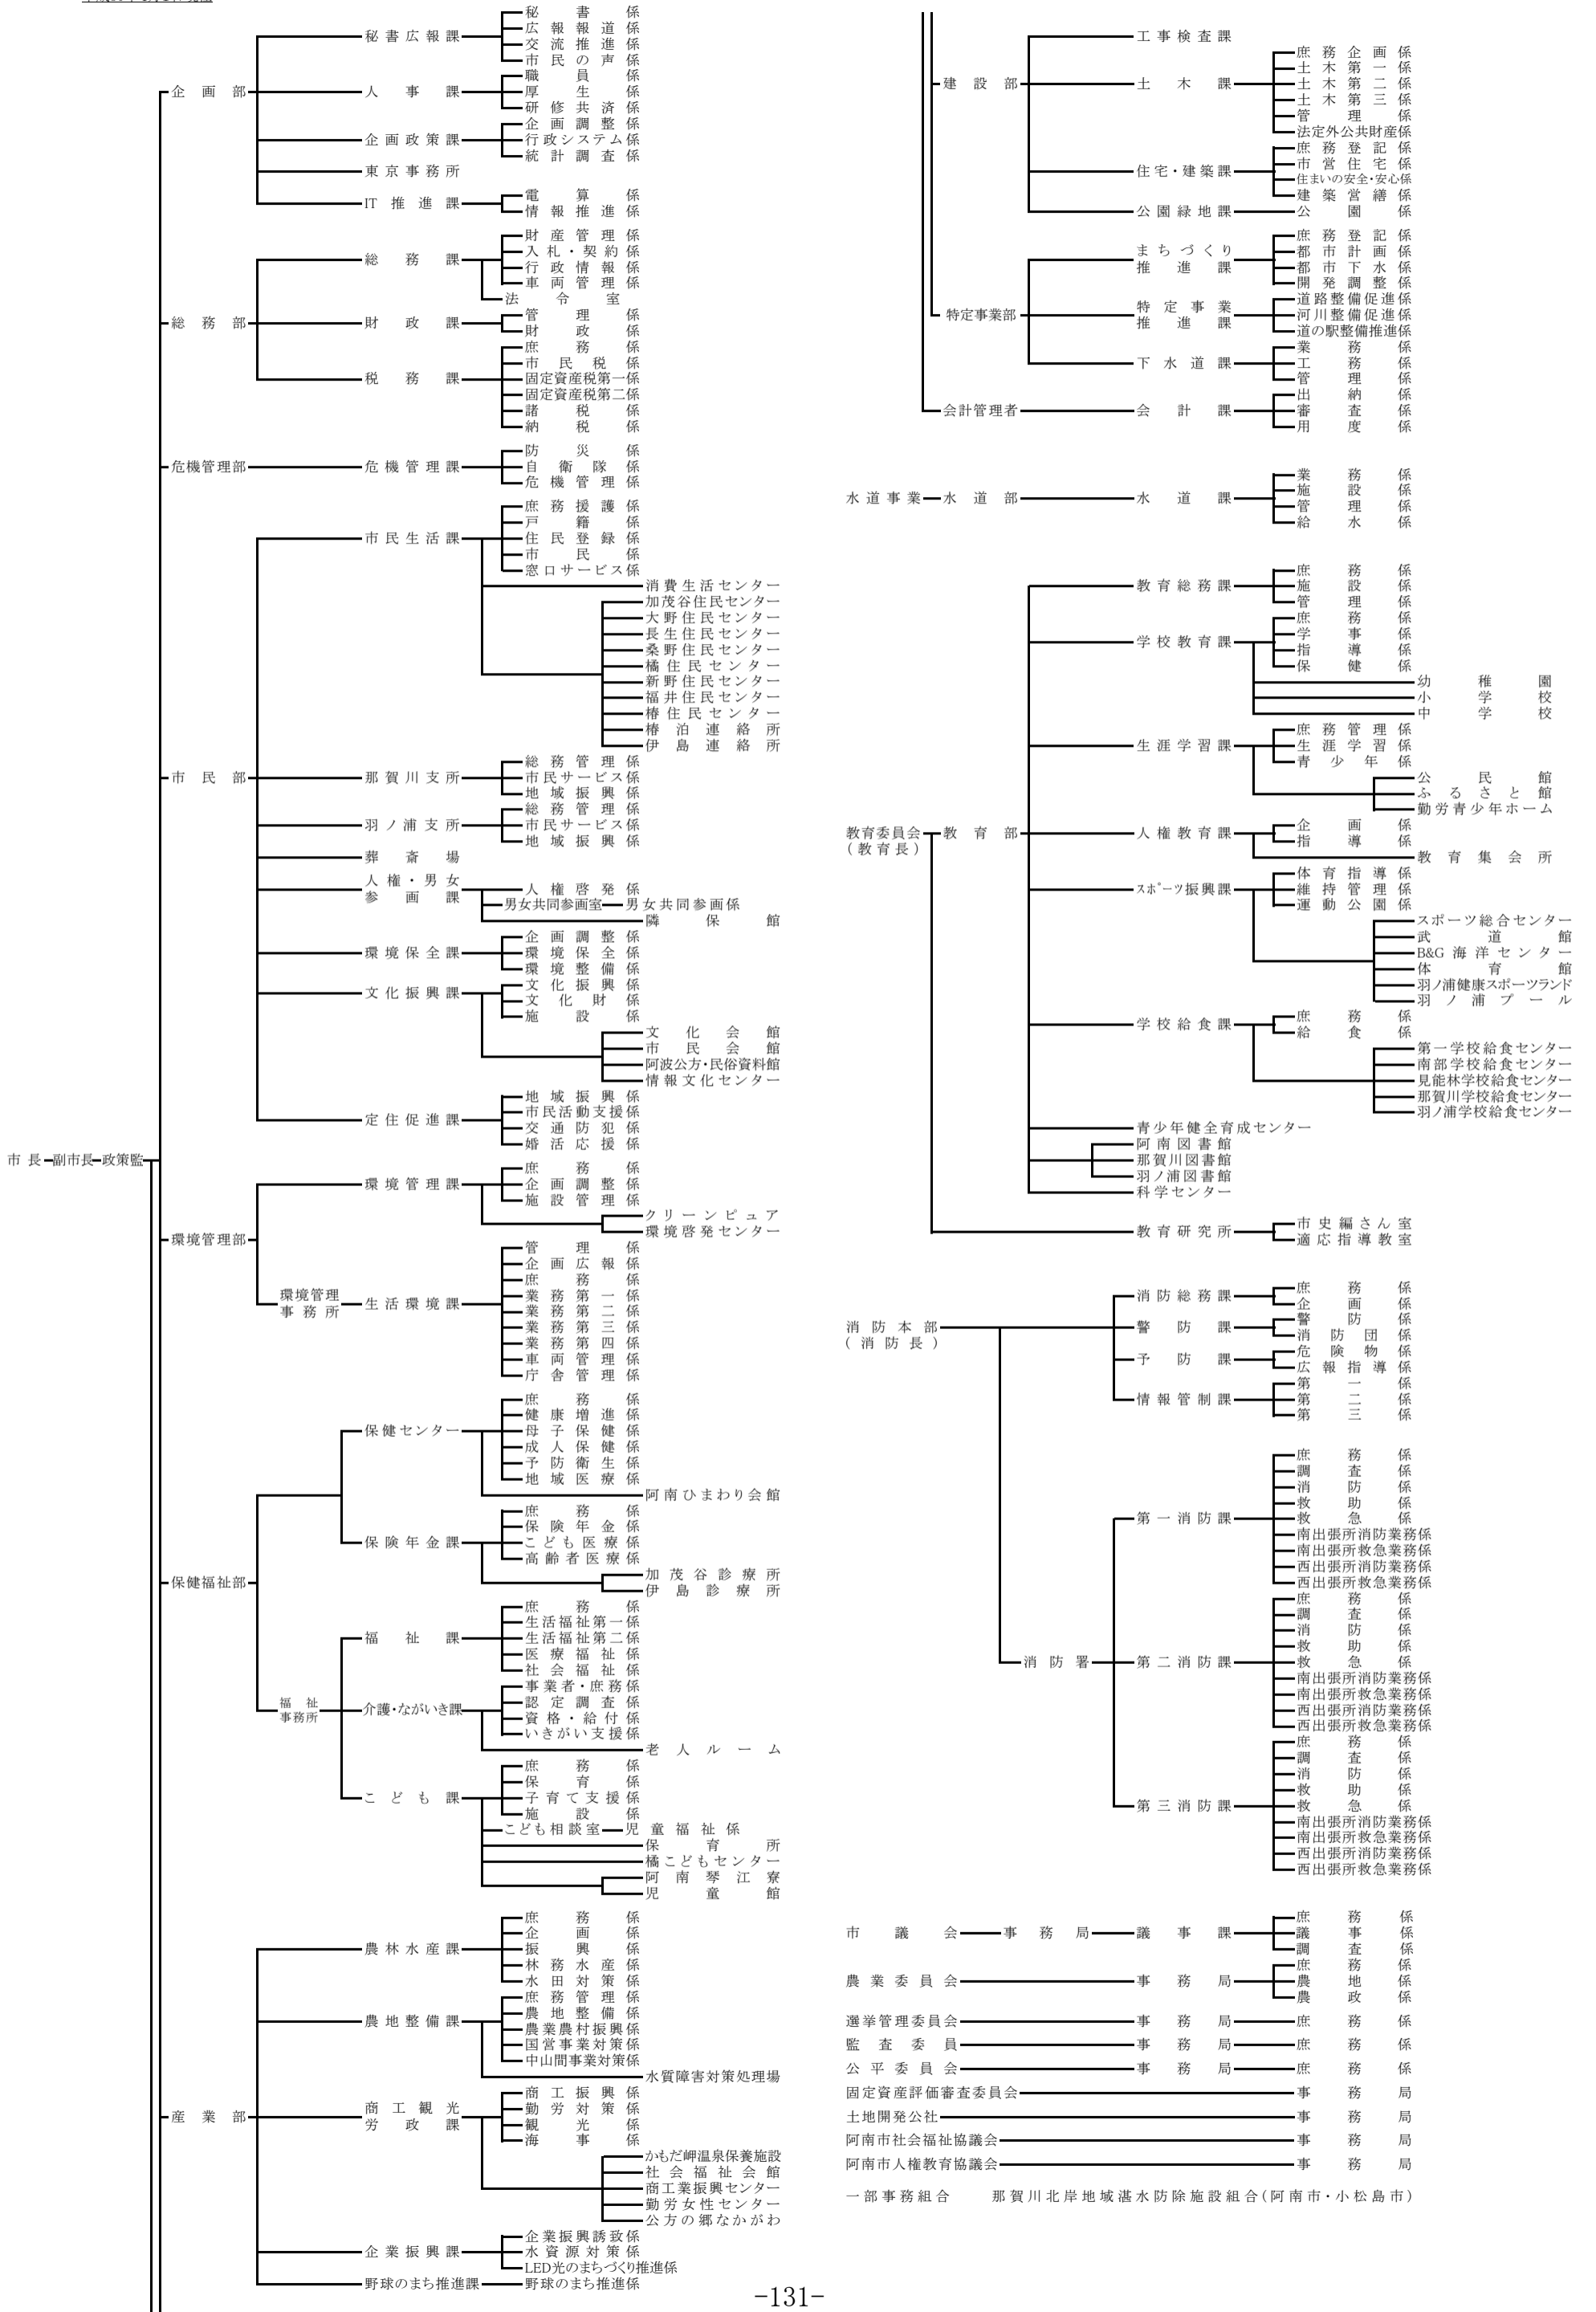 秘書広報課
秘書係
広報報道係
交流推進係
市民の声係
企画部
人事課
職員係
厚生係
研修共済係
企画政策課
企画調整係
行政システム係
統計調査係
東京事務所
IT推進課
電算係
情報推進係
総務部
総務課
財産管理係
入札・契約係
行政情報係
車両管理係
法令室
財政課
管理係
財政係
税務課
庶務係
市民税係
固定資産税第一係
固定資産税第二係
諸税係
納税係
危機管理部
危機管理課
防災係
自衛隊係
危機管理係
市民部
市民生活課
庶務援護係
戸籍係
住民登録係
市民係
窓口サービス係
消費生活センター
加茂谷住民センター
大野住民センター
長生住民センター
桑野住民センター
橘住民センター
新野住民センター
福井住民センター
椿住民センター
椿泊連絡所
伊島連絡所
那賀川支所
総務管理係
市民サービス係
地域振興係
羽ノ浦支所
総務管理係
市民サービス係
地域振興係
葬斎場
人権・男女
参画課
人権啓発係
男女共同参画室
男女共同参画係
隣保館
環境保全課
企画調整係
環境保全係
環境整備係
文化振興課
文化振興係
文化財係
施設係
文化会館
市民会館
阿波公方・民俗資料館
情報文化センター
定住促進課
地域振興係
市民活動支援係
交通防犯係
婚活応援係
市長
副市長
政策監
環境管理部
環境管理課
庶務係
企画調整係
施設管理係
クリーンピュア
環境啓発センター
環境管理
事務所
生活環境課
管理係
企画広報係
庶務係
業務第一係
業務第二係
業務第三係
業務第四係
車両管理係
庁舎管理係
保健福祉部
保健センター
庶務係
健康増進係
母子保健係
成人保健係
予防衛生係
地域医療係
阿南ひまわり会館
保険年金課
庶務係
保険年金係
こども医療係
高齢者医療係
加茂谷診療所
伊島診療所
福祉
事務所
福祉課
庶務係
生活福祉第一係
生活福祉第二係
医療福祉係
社会福祉係
介護・ながいき課
事業者・庶務係
認定調査係
資格・給付係
いきがい支援係
老人ルーム
こども課
庶務係
保育係
子育て支援係
施設係
こども相談室
児童福祉係
保育所
橘こどもセンター
阿南琴江寮
児童館
産業部
農林水産課
庶務係
企画係
振興係
林務水産係
水田対策係
農地整備課
庶務管理係
農地整備係
農業農村振興係
国営事業対策係
中山間事業対策係
水質障害対策処理場
商工観光
労政課
商工振興係
勤労対策係
観光係
海事係
かもだ岬温泉保養施設
社会福祉会館
商工業振興センター
勤労女性センター
公方の郷なかがわ
企業振興課
企業振興誘致係
水資源対策係
LED光のまちづくり推進係
野球のまち推進課
野球のまち推進係
建設部
工事検査課
土木課
庶務企画係
土木第一係
土木第二係
土木第三係
管理係
法定外公共財産係
住宅・建築課
庶務登記係
市営住宅係
住まいの安全・安心係
建築営繕係
公園緑地課
公園係
特定事業部
まちづくり
推進課
庶務登記係
都市計画係
都市下水係
開発調整係
特定事業
推進課
道路整備促進係
河川整備促進係
道の駅整備推進係
下水道課
業務係
工務係
管理係
会計管理者
会計課
出納係
審査係
用度係
水道事業
水道部
水道課
業務係
施設係
管理係
給水係
教育委員会
(教育長)
教育部
教育総務課
庶務係
施設係
管理係
学校教育課
庶務係
学事係
指導係
保健係
幼稚園
小学校
中学校
生涯学習課
庶務管理係
生涯学習係
青少年係
公民館
ふるさと館
勤労青少年ホーム
人権教育課
企画係
指導係
教育集会所
スポーツ振興課
体育指導係
維持管理係
運動公園係
スポーツ総合センター
武道館
B&G海洋センター
体育館
羽ノ浦健康スポーツランド
羽ノ浦プール
学校給食課
庶務係
給食係
第一学校給食センター
南部学校給食センター
見能林学校給食センター
那賀川学校給食センター
羽ノ浦学校給食センター
青少年健全育成センター
阿南図書館
那賀川図書館
羽ノ浦図書館
科学センター
教育研究所
市史編さん室
適応指導教室
消防本部
(消防長)
消防総務課
庶務係
企画係
警防課
警防係
消防団係
予防課
危険物係
広報指導係
情報管制課
第一係
第二係
第三係
消防署
第一消防課
庶務係
調査係
消防係
救助係
救急係
南出張所消防業務係
南出張所救急業務係
西出張所消防業務係
西出張所救急業務係
第二消防課
庶務係
調査係
消防係
救助係
救急係
南出張所消防業務係
南出張所救急業務係
西出張所消防業務係
西出張所救急業務係
第三消防課
庶務係
調査係
消防係
救助係
救急係
南出張所消防業務係
南出張所救急業務係
西出張所消防業務係
西出張所救急業務係
市議会
事務局
議事課
庶務係
議事係
調査係
農業委員会
事務局
庶務係
農地係
農政係
選挙管理委員会
事務局
庶務係
監査委員
事務局
庶務係
公平委員会
事務局
庶務係
固定資産評価審査委員会
事務局
土地開発公社
事務局
阿南市社会福祉協議会
事務局
阿南市人権教育協議会
事務局
一部事務組合 那賀川北岸地域湛水防除施設組合(阿南市・小松島市)
-131-